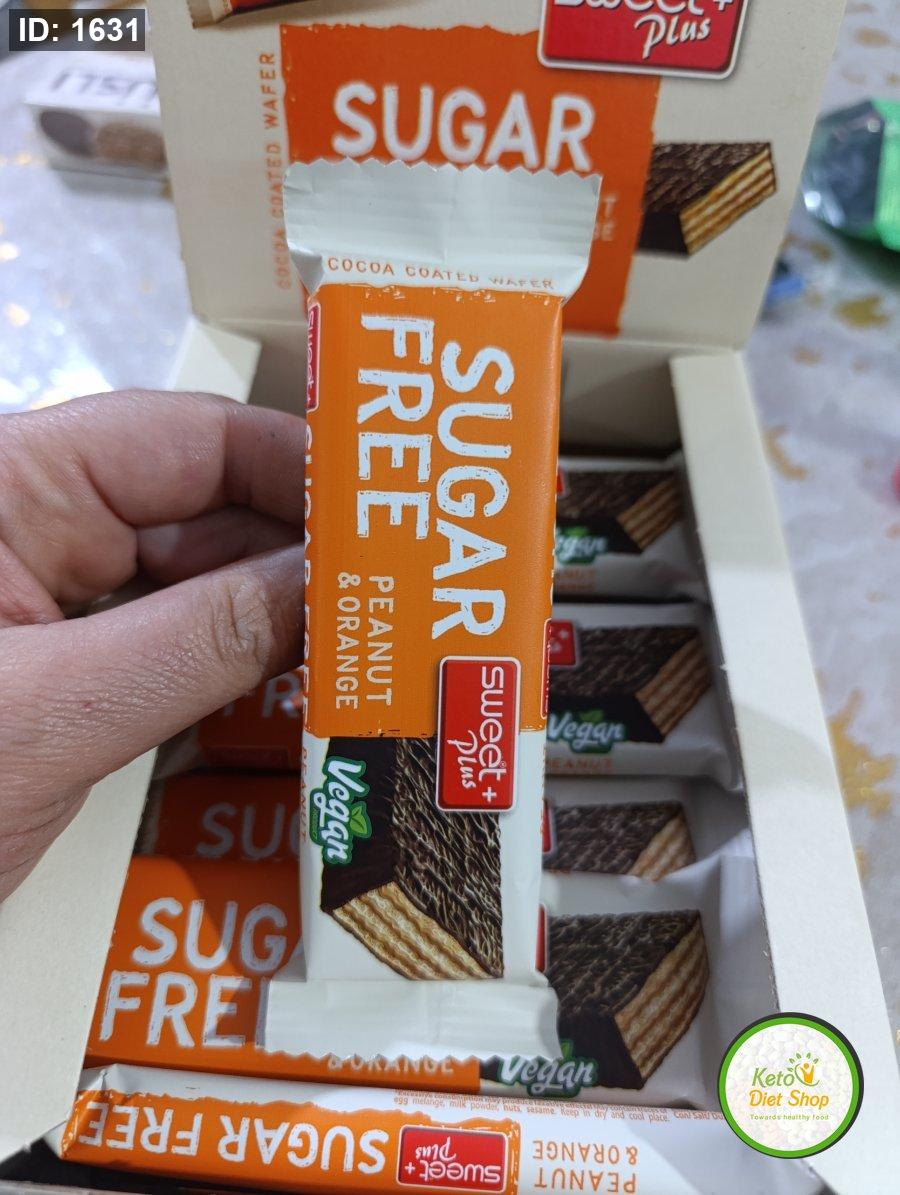 ID: 1631
sweet+
Plus
SUGAR
COCOA COATED WAFER
COCOA COATED WAFER
SUGAR
FREE
PEANUT
& ORANGE
sweet+
Plus
Vegan
Vegan
Vegan
SUG
FREE
& ORANGE
Vegan
egg melange, milk powder, nuts, sesame. Keep in dry and cool place.
SUGAR FREE
sweet+
Plus
PEANUT
& ORANGE
Keto
Diet Shop
Towards healthy food